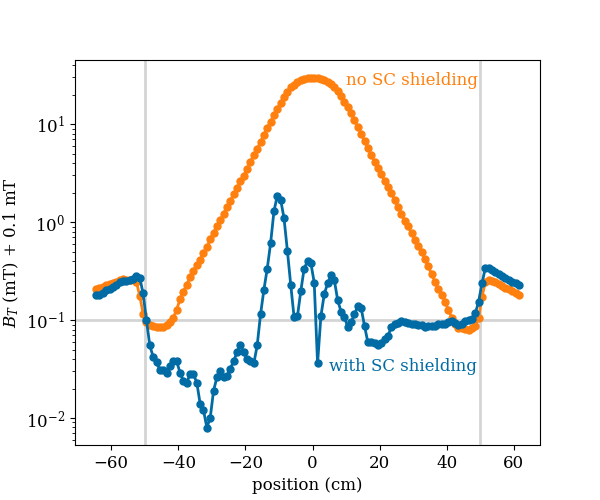 no SC shielding
10¹
10⁰
10⁻¹
10⁻²
B_T (mT) + 0.1 mT
with SC shielding
−60 −40 −20 0 20 40 60
position (cm)